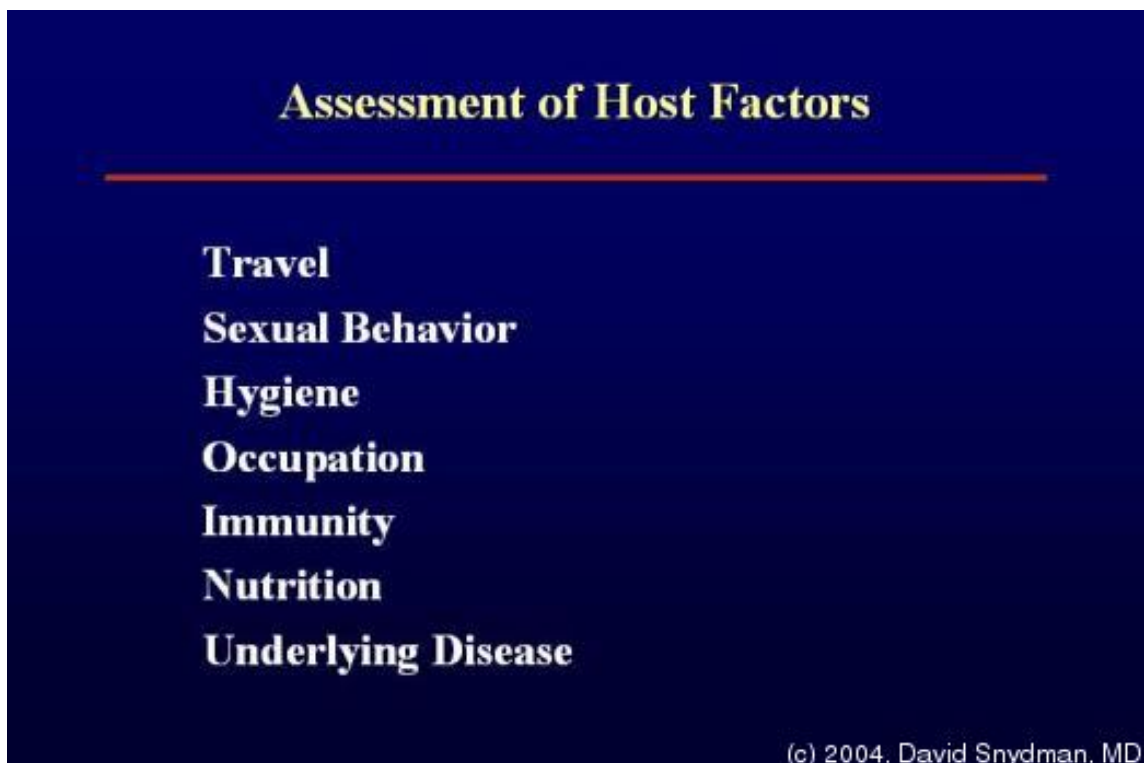 Assessment of Host Factors
Travel
Sexual Behavior
Hygiene
Occupation
Immunity
Nutrition
Underlying Disease
(c) 2004, David Snydman, MD